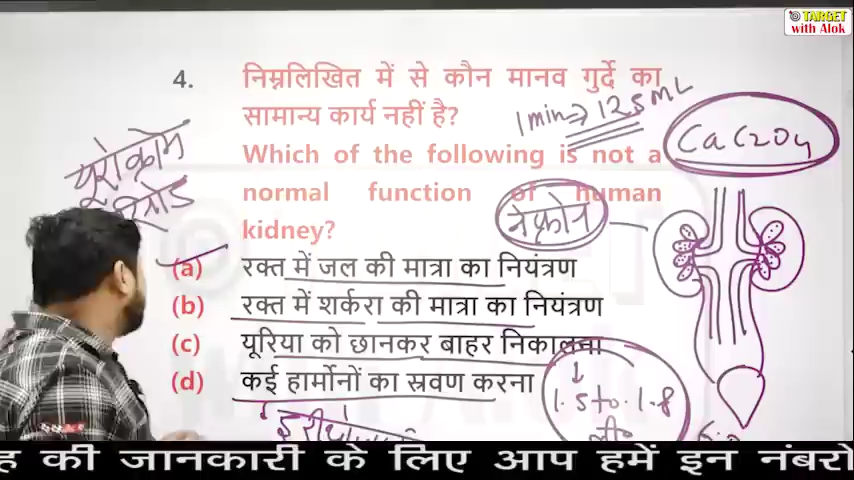 TARGET
with Alok
4. निम्नलिखित में से कौन मानव गुर्दे का
सामान्य कार्य नहीं है?
1 min => 125 ML
CaC2O4
Which of the following is not a
normal function of human
kidney?
यूरोक्रोम
नेफ्रोन
(a) रक्त में जल की मात्रा का नियंत्रण
(b) रक्त में शर्करा की मात्रा का नियंत्रण
(c) यूरिया को छानकर बाहर निकालना
(d) कई हार्मोनों का स्रवण करना
1.5 to 1.8
ह की जानकारी के लिए आप हमें इन नंबरो